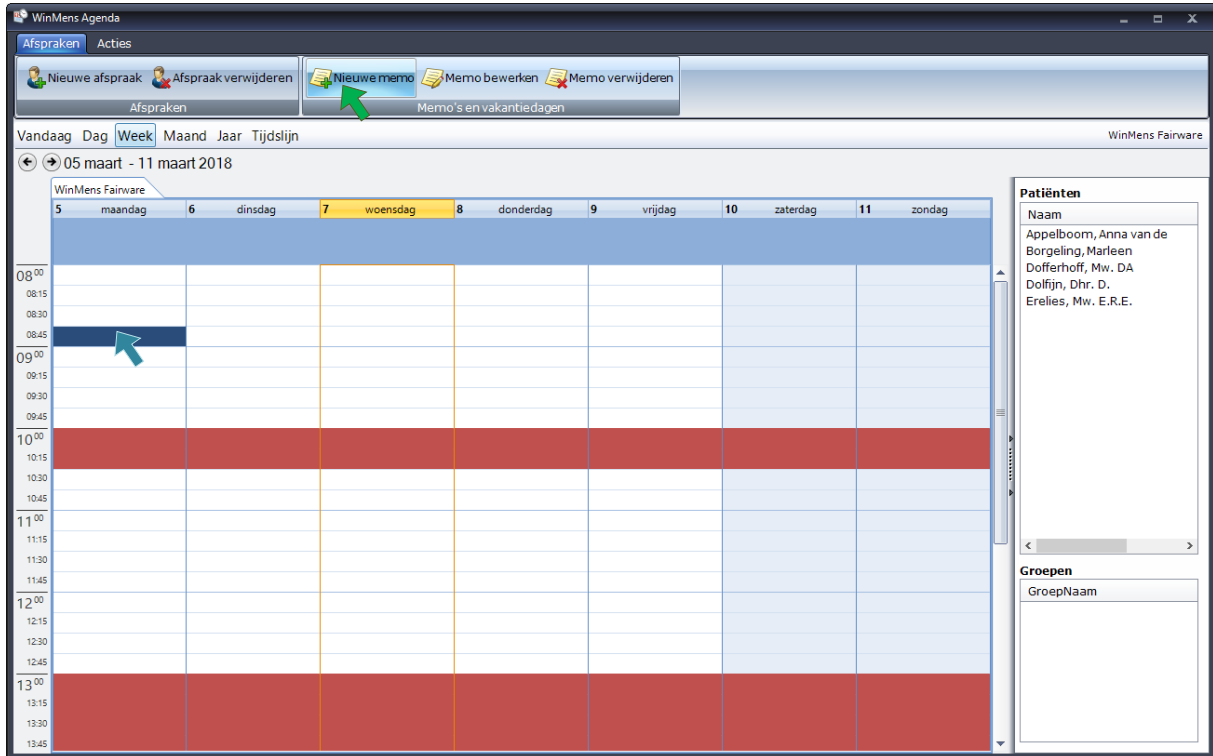 WinMens Agenda
Afspraken Acties
Nieuwe afspraak Afspraak verwijderen Nieuwe memo Memo bewerken Memo verwijderen
Afspraken Memo's en vakantiedagen
Vandaag Dag Week Maand Jaar Tijdslijn WinMens Fairware
05 maart - 11 maart 2018
WinMens Fairware
5 maandag 6 dinsdag 7 woensdag 8 donderdag 9 vrijdag 10 zaterdag 11 zondag
08 00
08:15
08:30
08:45
09 00
09:15
09:30
09:45
10 00
10:15
10:30
10:45
11 00
11:15
11:30
11:45
12 00
12:15
12:30
12:45
13 00
13:15
13:30
13:45
Patiënten
Naam
Appelboom, Anna van de
Borgeling, Marleen
Dofferhoff, Mw. DA
Dolfijn, Dhr. D.
Erelies, Mw. E.R.E.
Groepen
GroepNaam